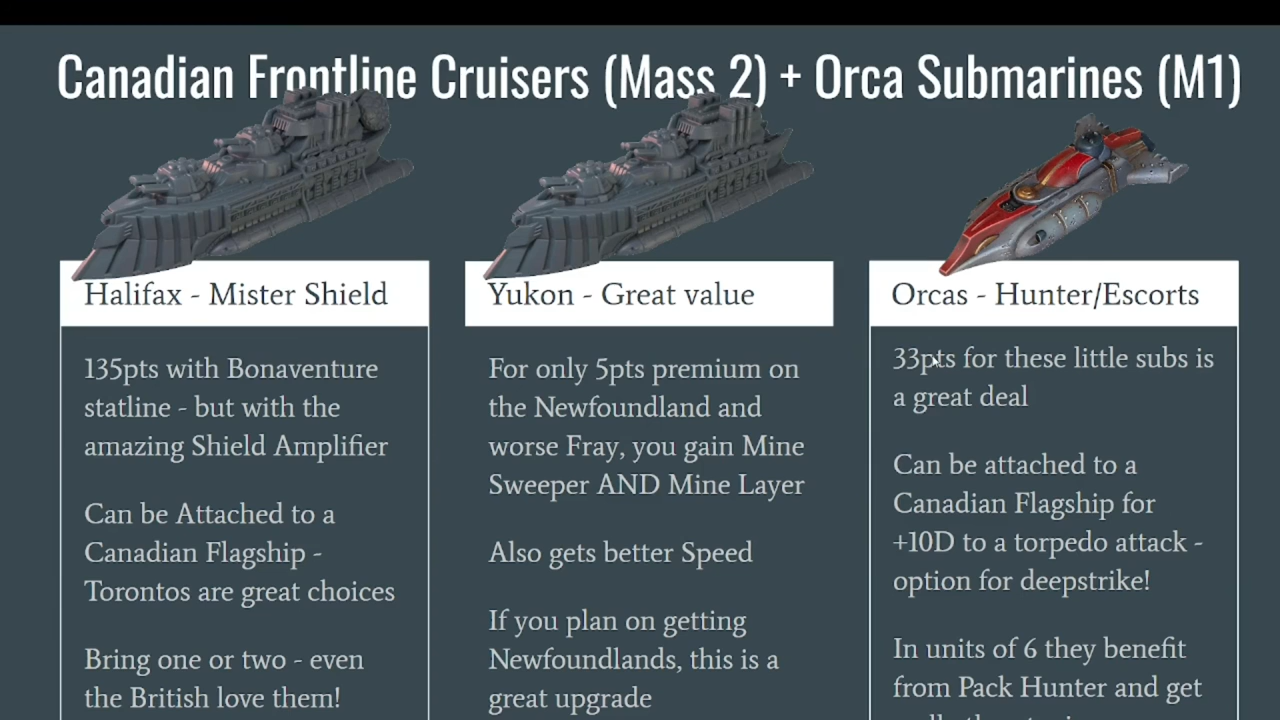 Canadian Frontline Cruisers (Mass 2) + Orca Submarines (M1)
Halifax - Mister Shield
135pts with Bonaventure
statline - but with the
amazing Shield Amplifier
Can be Attached to a
Canadian Flagship -
Torontos are great choices
Bring one or two - even
the British love them!
Yukon - Great value
For only 5pts premium on
the Newfoundland and
worse Fray, you gain Mine
Sweeper AND Mine Layer
Also gets better Speed
If you plan on getting
Newfoundlands, this is a
great upgrade
Orcas - Hunter/Escorts
33pts for these little subs is
a great deal
Can be attached to a
Canadian Flagship for
+10D to a torpedo attack -
option for deepstrike!
In units of 6 they benefit
from Pack Hunter and get